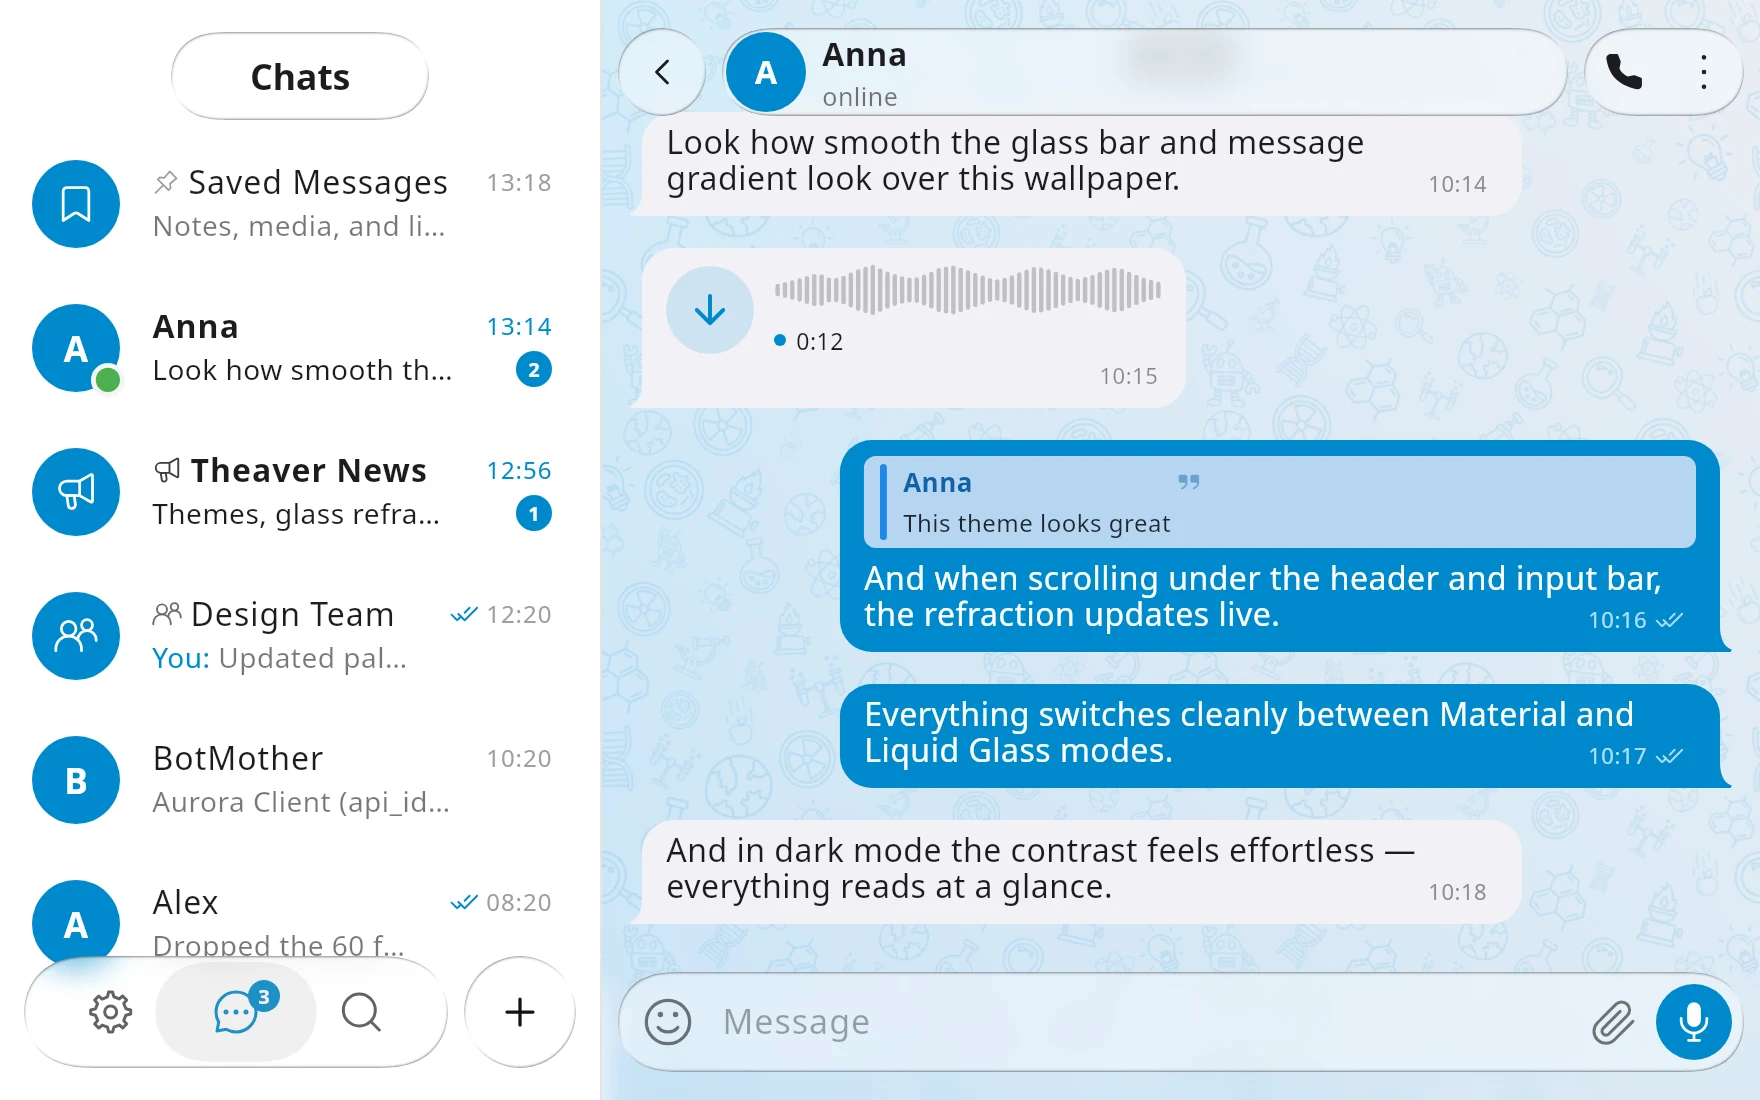 Chats
Saved Messages 13:18
Notes, media, and li...
A
Anna 13:14
Look how smooth th... 2
Theaver News 12:56
Themes, glass refra... 1
Design Team 12:20
You: Updated pal...
B
BotMother 10:20
Aurora Client (api_id...
A
Alex 08:20
Dropped the 60 f...
3
A
Anna
online
Look how smooth the glass bar and message
gradient look over this wallpaper. 10:14
0:12
10:15
Anna
This theme looks great
And when scrolling under the header and input bar,
the refraction updates live. 10:16
Everything switches cleanly between Material and
Liquid Glass modes. 10:17
And in dark mode the contrast feels effortless —
everything reads at a glance. 10:18
Message